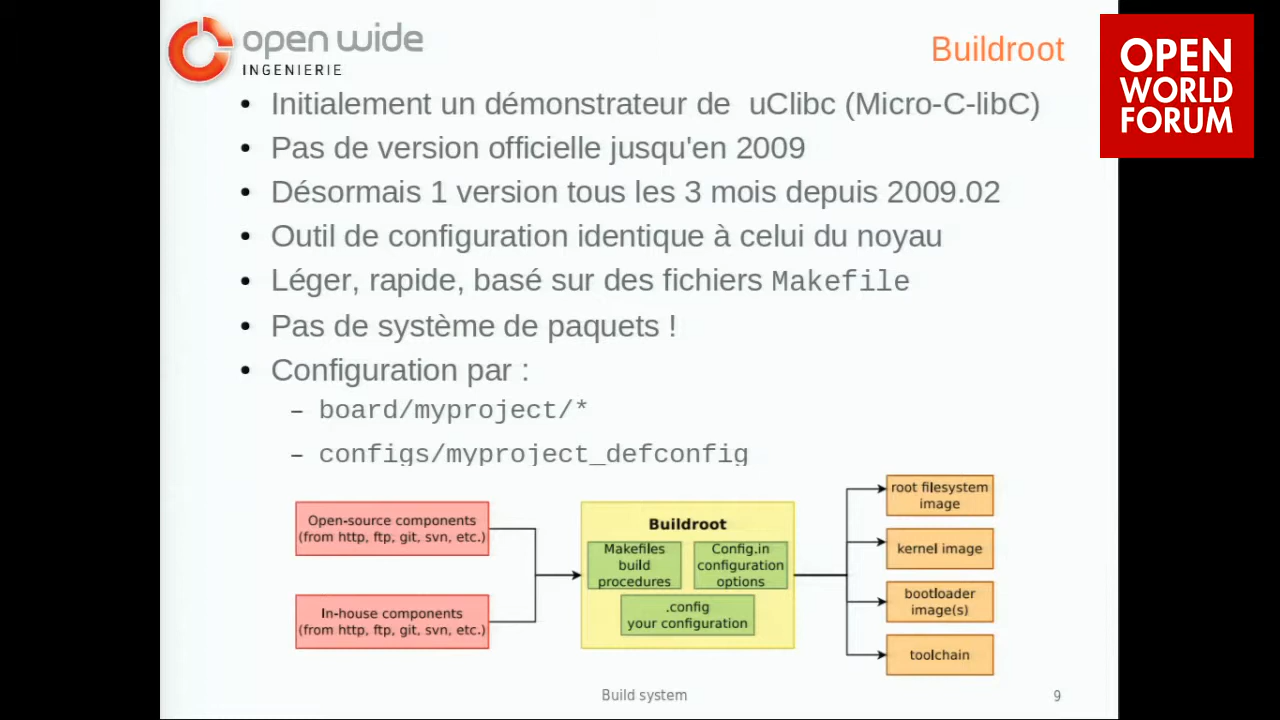 open wide
INGENIERIE
Buildroot
OPEN
WORLD
FORUM
• Initialement un démonstrateur de uClibc (Micro-C-libC)
• Pas de version officielle jusqu'en 2009
• Désormais 1 version tous les 3 mois depuis 2009.02
• Outil de configuration identique à celui du noyau
• Léger, rapide, basé sur des fichiers Makefile
• Pas de système de paquets !
• Configuration par :
– board/myproject/*
– configs/myproject_defconfig
Open-source components
(from http, ftp, git, svn, etc.)
In-house components
(from http, ftp, git, svn, etc.)
Buildroot
Makefiles
build
procedures
Config.in
configuration
options
.config
your configuration
root filesystem
image
kernel image
bootloader
image(s)
toolchain
Build system
9